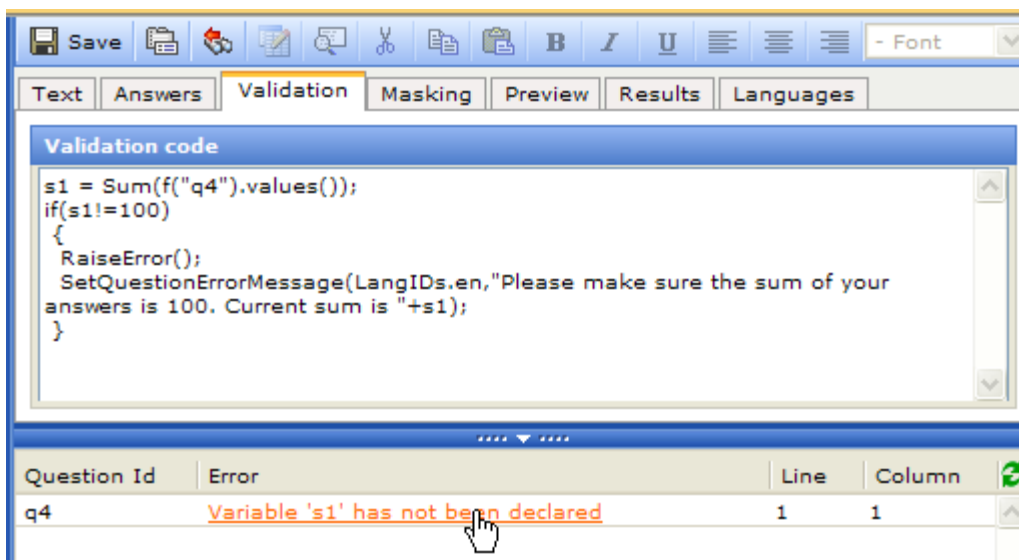 Save B I U - Font
Text Answers Validation Masking Preview Results Languages
Validation code
s1 = Sum(f("q4").values());
if(s1!=100)
{
RaiseError();
SetQuestionErrorMessage(LangIDs.en,"Please make sure the sum of your
answers is 100. Current sum is "+s1);
}
Question Id Error Line Column
q4 Variable 's1' has not been declared 1 1